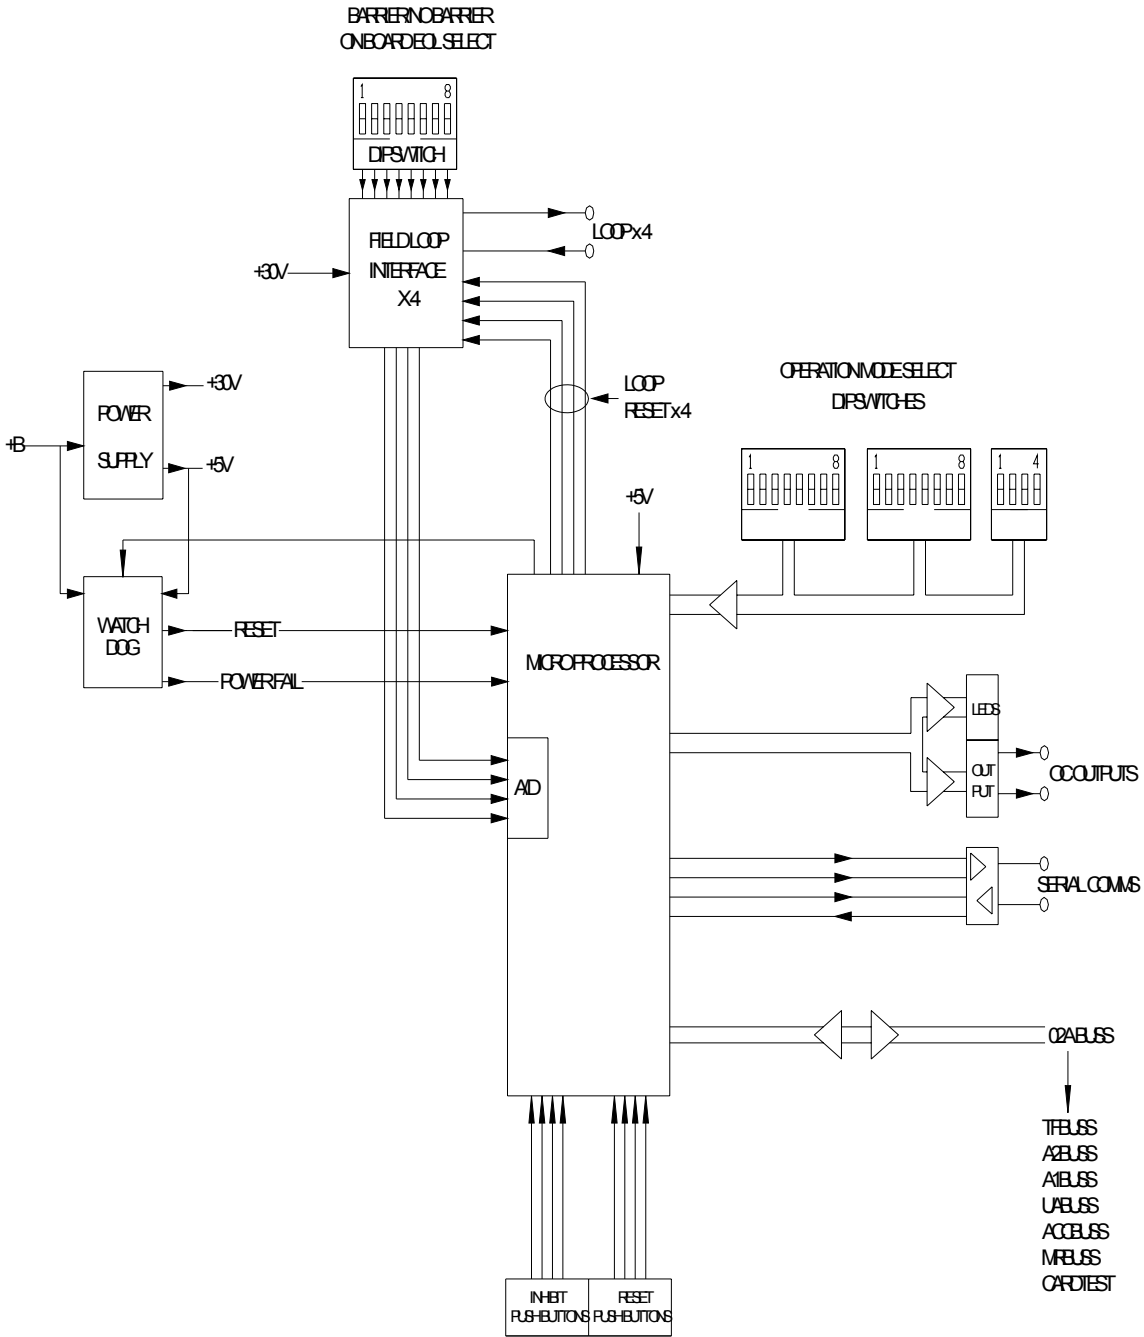 BARRIER/NO BARRIER
ON BOARD EOL SELECT
1 8
DIPSWITCH
FIELD LOOP
INTERFACE
X4
+30V
LOOP x 4
LOOP
RESET x 4
POWER
SUPPLY
+30V
+5V
+B
OPERATION MODE SELECT
DIPSWITCHES
1 8
1 8
1 4
+5V
WATCH
DOG
RESET
POWER FAIL
MICROPROCESSOR
A/D
LEDS
OUT
PUT
OC OUTPUTS
SERIAL COMMS
02A BUSS
TF BUSS
A2 BUSS
A1 BUSS
UA BUSS
ACC BUSS
MR BUSS
CARD TEST
INHIBIT
PUSHBUTTONS
RESET
PUSHBUTTONS